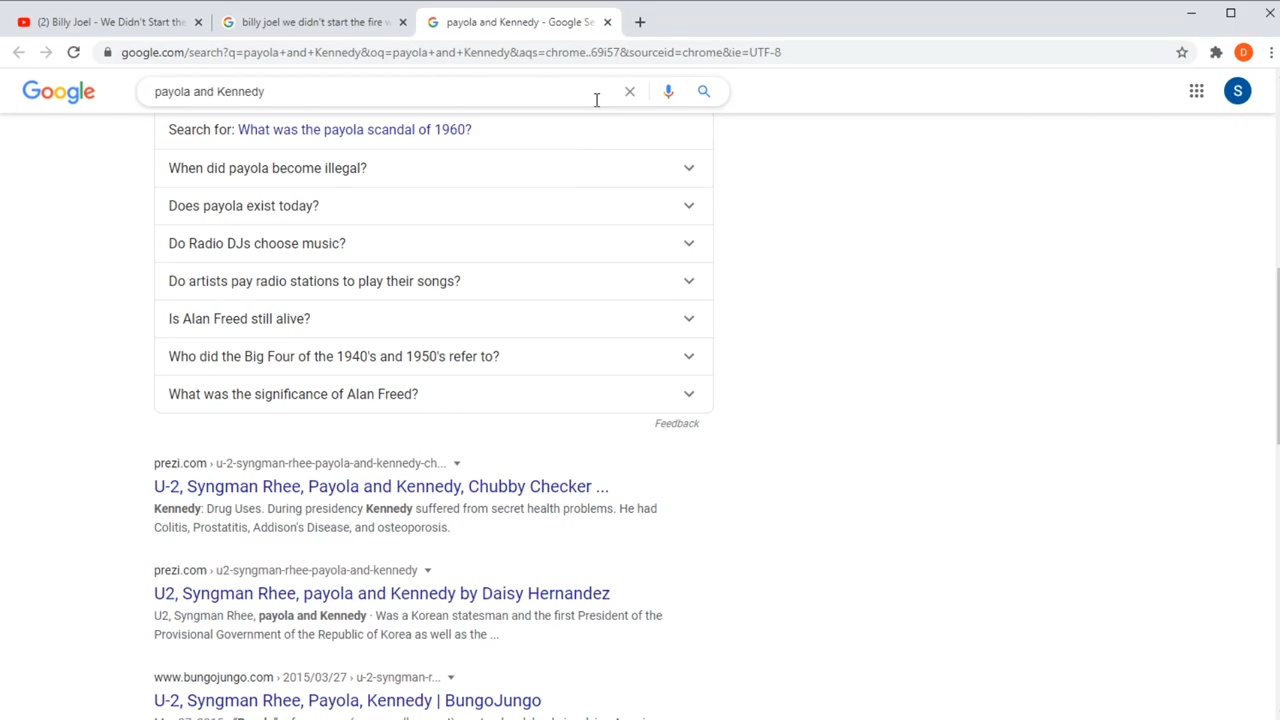 (2) Billy Joel - We Didn't Start the
billy joel we didn't start the fire w
payola and Kennedy - Google Se
google.com/search?q=payola+and+Kennedy&oq=payola+and+Kennedy&aqs=chrome..69i57&sourceid=chrome&ie=UTF-8
D
Google
payola and Kennedy
S
Search for: What was the payola scandal of 1960?
When did payola become illegal?
Does payola exist today?
Do Radio DJs choose music?
Do artists pay radio stations to play their songs?
Is Alan Freed still alive?
Who did the Big Four of the 1940's and 1950's refer to?
What was the significance of Alan Freed?
Feedback
prezi.com › u-2-syngman-rhee-payola-and-kennedy-ch...
U-2, Syngman Rhee, Payola and Kennedy, Chubby Checker ...
Kennedy: Drug Uses. During presidency Kennedy suffered from secret health problems. He had
Colitis, Prostatitis, Addison's Disease, and osteoporosis.
prezi.com › u2-syngman-rhee-payola-and-kennedy
U2, Syngman Rhee, payola and Kennedy by Daisy Hernandez
U2, Syngman Rhee, payola and Kennedy · Was a Korean statesman and the first President of the
Provisional Government of the Republic of Korea as well as the ...
www.bungojungo.com › 2015/03/27 › u-2-syngman-r...
U-2, Syngman Rhee, Payola, Kennedy | BungoJungo